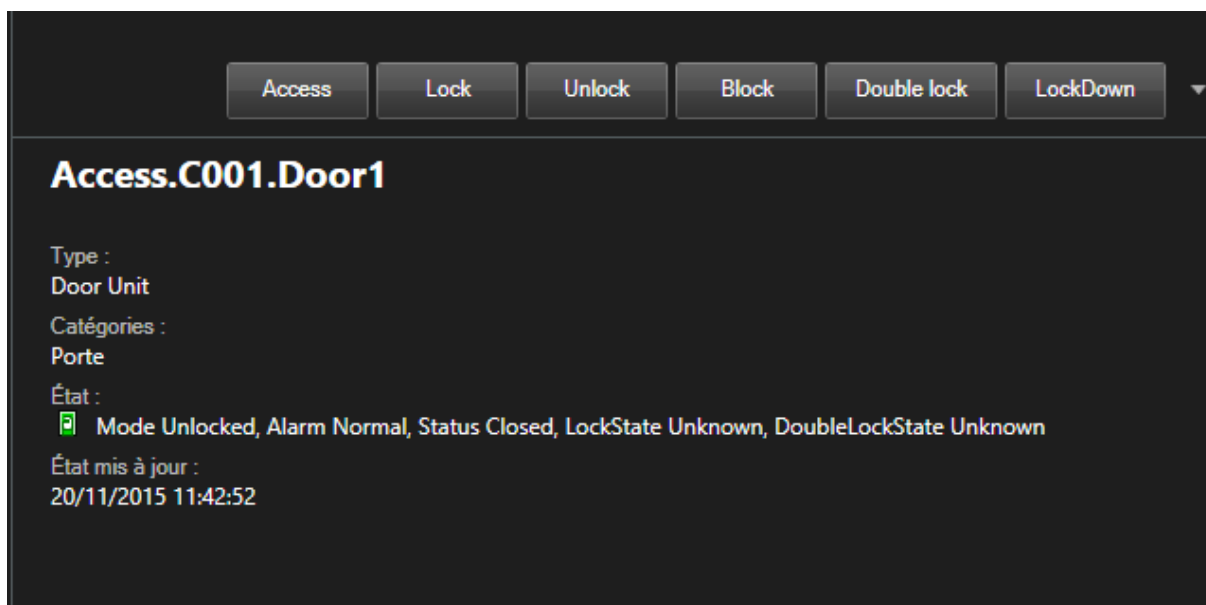 Access Lock Unlock Block Double lock LockDown
Access.C001.Door1
Type :
Door Unit
Catégories :
Porte
État :
Mode Unlocked, Alarm Normal, Status Closed, LockState Unknown, DoubleLockState Unknown
État mis à jour :
20/11/2015 11:42:52